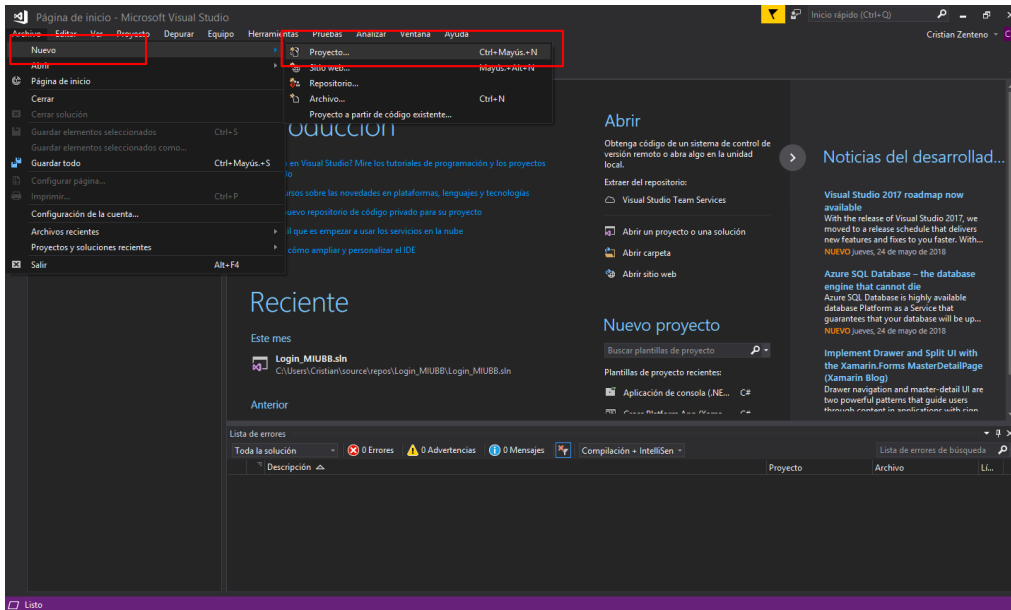 Página de inicio - Microsoft Visual Studio
Inicio rápido (Ctrl+Q)
Archivo Editar Ver Proyecto Depurar Equipo Herramientas Pruebas Analizar Ventana Ayuda
Cristian Zenteno
Nuevo
Abrir
Página de inicio
Cerrar
Cerrar solución
Guardar elementos seleccionados Ctrl+S
Guardar elementos seleccionados como...
Guardar todo Ctrl+Mayús.+S
Configurar página...
Imprimir... Ctrl+P
Configuración de la cuenta...
Archivos recientes
Proyectos y soluciones recientes
Salir Alt+F4
Proyecto... Ctrl+Mayús.+N
Sitio web... Mayús.+Alt+N
Repositorio...
Archivo... Ctrl+N
Proyecto a partir de código existente...
oducción
en Visual Studio? Mire los tutoriales de programación y los proyectos
ursos sobre las novedades en plataformas, lenguajes y tecnologías
uevo repositorio de código privado para su proyecto
il que es empezar a usar los servicios en la nube
cómo ampliar y personalizar el IDE
Reciente
Este mes
Login_MIUBB.sln
C:\Users\Cristian\source\repos\Login_MIUBB\Login_MIUBB.sln
Anterior
Abrir
Obtenga código de un sistema de control de
versión remoto o abra algo en la unidad
local.
Extraer del repositorio:
Visual Studio Team Services
Abrir un proyecto o una solución
Abrir carpeta
Abrir sitio web
Nuevo proyecto
Buscar plantillas de proyecto
Plantillas de proyecto recientes:
Aplicación de consola (.NE... C#
Cross Platform App (Xama... C#
Noticias del desarrollad...
Visual Studio 2017 roadmap now
available
With the release of Visual Studio 2017, we
moved to a release schedule that delivers
new features and fixes to you faster. With...
NUEVO jueves, 24 de mayo de 2018
Azure SQL Database – the database
engine that cannot die
Azure SQL Database is highly available
database Platform as a Service that
guarantees that your database will be up...
NUEVO jueves, 24 de mayo de 2018
Implement Drawer and Split UI with
the Xamarin.Forms MasterDetailPage
(Xamarin Blog)
Drawer navigation and master-detail UI are
two powerful patterns that guide users
through content in applications with sign
Lista de errores
Toda la solución 0 Errores 0 Advertencias 0 Mensajes Compilación + IntelliSen
Lista de errores de búsqueda
Descripción Proyecto Archivo Lí...
Listo